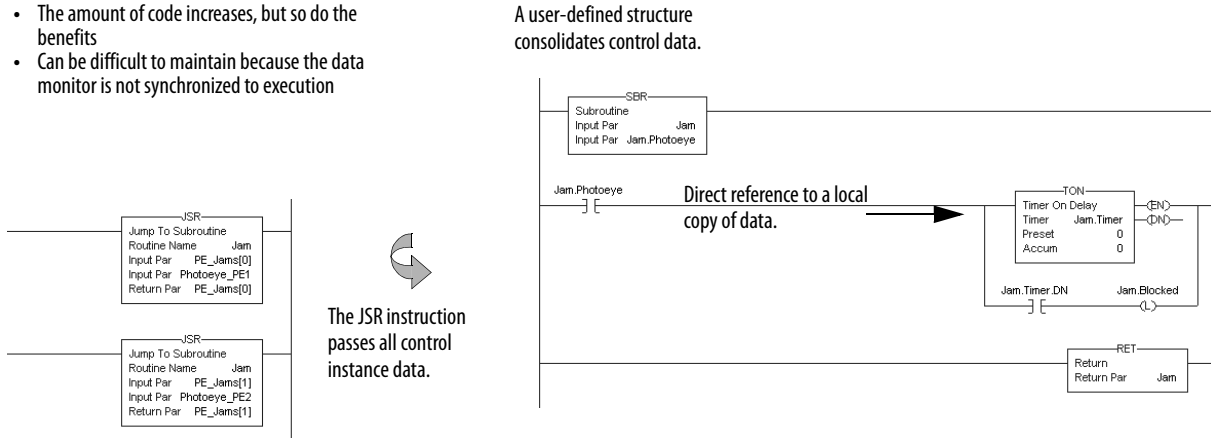 • The amount of code increases, but so do the
benefits
• Can be difficult to maintain because the data
monitor is not synchronized to execution
JSR
Jump To Subroutine
Routine Name Jam
Input Par PE_Jams[0]
Input Par Photoeye_PE1
Return Par PE_Jams[0]
JSR
Jump To Subroutine
Routine Name Jam
Input Par PE_Jams[1]
Input Par Photoeye_PE2
Return Par PE_Jams[1]
The JSR instruction
passes all control
instance data.
A user-defined structure
consolidates control data.
SBR
Subroutine
Input Par Jam
Input Par Jam.Photoeye
Jam.Photoeye
Direct reference to a local
copy of data.
TON
Timer On Delay
Timer Jam.Timer
Preset 0
Accum 0
EN
DN
Jam.Timer.DN Jam.Blocked
L
RET
Return
Return Par Jam